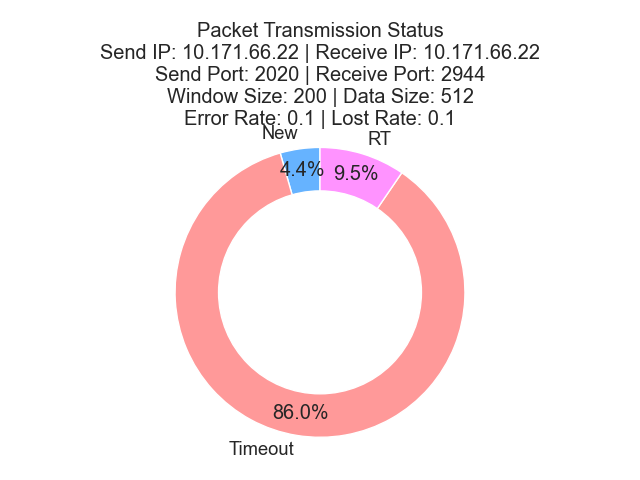 Packet Transmission Status
Send IP: 10.171.66.22 | Receive IP: 10.171.66.22
Send Port: 2020 | Receive Port: 2944
Window Size: 200 | Data Size: 512
Error Rate: 0.1 | Lost Rate: 0.1
New
RT
4.4%
9.5%
86.0%
Timeout